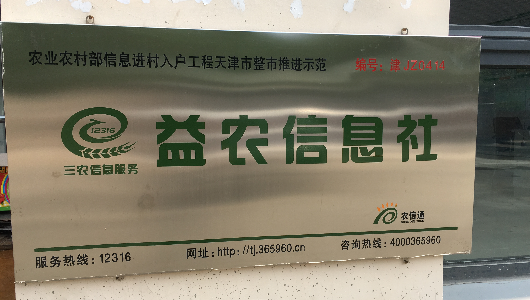 农业农村部信息进村入户工程天津市整市推进示范
编号：津
12316
三农信息服务
益农信息社
农信通
服务热线：12316
网址：http://tj.365960.cn
咨询热线：4000365960